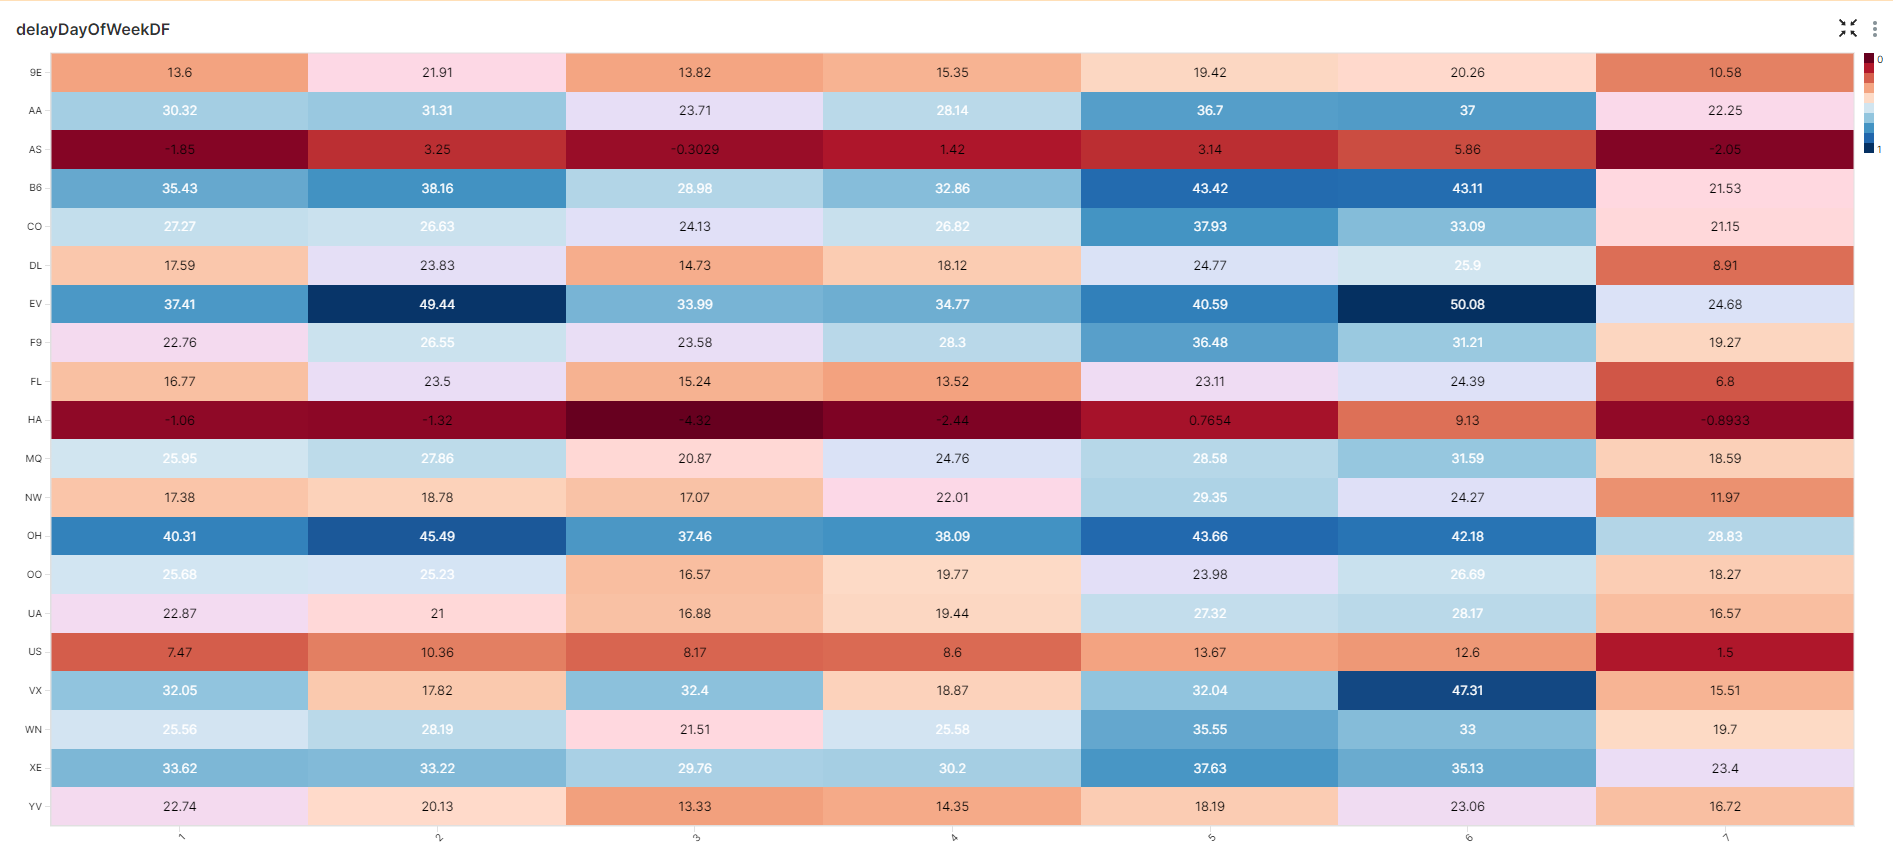 delayDayOfWeekDF
0
1
9E 13.6 21.91 13.82 15.35 19.42 20.26 10.58
AA 30.32 31.31 23.71 28.14 36.7 37 22.25
AS -1.85 3.25 -0.3029 1.42 3.14 5.86 -2.05
B6 35.43 38.16 28.98 32.86 43.42 43.11 21.53
CO 27.27 26.63 24.13 26.82 37.93 33.09 21.15
DL 17.59 23.83 14.73 18.12 24.77 25.9 8.91
EV 37.41 49.44 33.99 34.77 40.59 50.08 24.68
F9 22.76 26.55 23.58 28.3 36.48 31.21 19.27
FL 16.77 23.5 15.24 13.52 23.11 24.39 6.8
HA -1.06 -1.32 -4.32 -2.44 0.7654 9.13 -0.8933
MQ 25.95 27.86 20.87 24.76 28.58 31.59 18.59
NW 17.38 18.78 17.07 22.01 29.35 24.27 11.97
OH 40.31 45.49 37.46 38.09 43.66 42.18 28.83
OO 25.68 25.23 16.57 19.77 23.98 26.69 18.27
UA 22.87 21 16.88 19.44 27.32 28.17 16.57
US 7.47 10.36 8.17 8.6 13.67 12.6 1.5
VX 32.05 17.82 32.4 18.87 32.04 47.31 15.51
WN 25.56 28.19 21.51 25.58 35.55 33 19.7
XE 33.62 33.22 29.76 30.2 37.63 35.13 23.4
YV 22.74 20.13 13.33 14.35 18.19 23.06 16.72
1 2 3 4 5 6 7